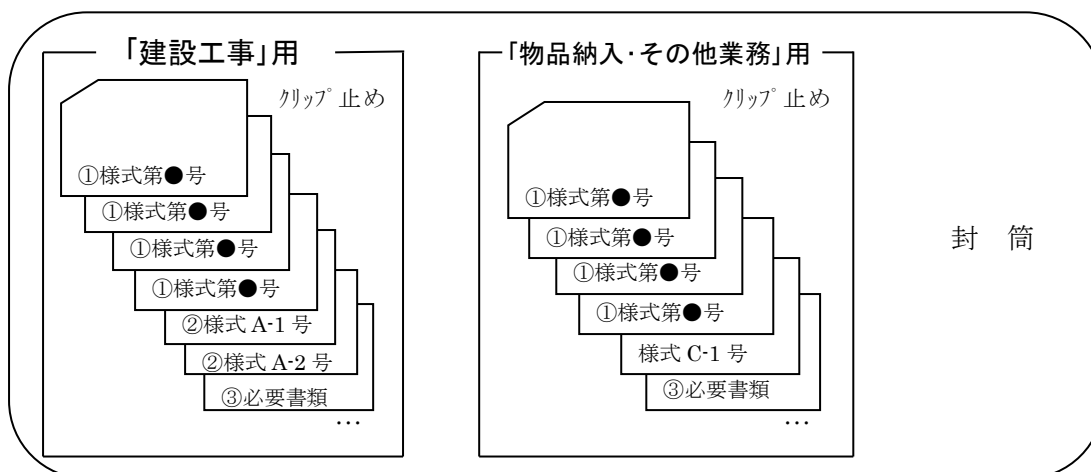 「建設工事」用
クリップ止め
①様式第●号
①様式第●号
①様式第●号
①様式第●号
②様式 A-1 号
②様式 A-2 号
③必要書類
…
「物品納入・その他業務」用
クリップ止め
①様式第●号
①様式第●号
①様式第●号
①様式第●号
様式 C-1 号
③必要書類
…
封 筒